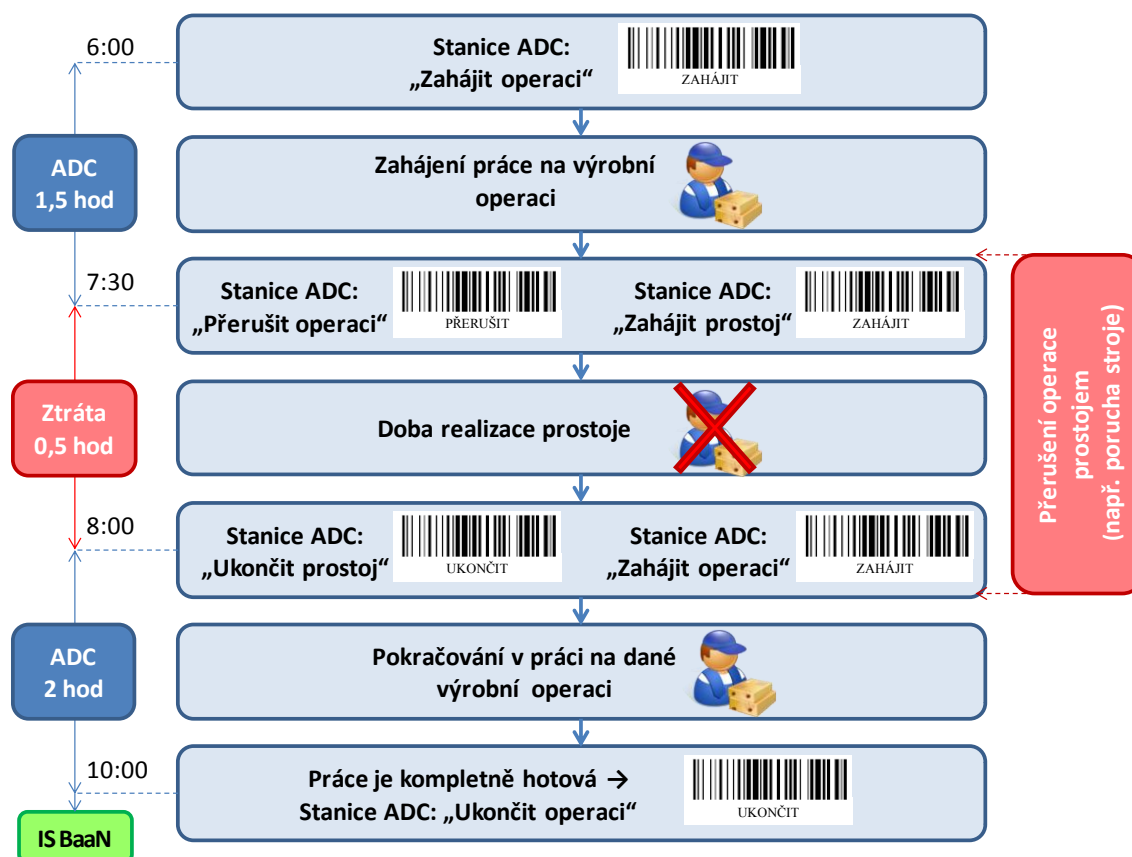 6:00
Stanice ADC:
„Zahájit operaci“
ZAHÁJIT
ADC
1,5 hod
Zahájení práce na výrobní
operaci
7:30
Stanice ADC:
„Přerušit operaci“
PŘERUŠIT
Stanice ADC:
„Zahájit prostoj“
ZAHÁJIT
Přerušení operace
prostojem
(např. porucha stroje)
Ztráta
0,5 hod
Doba realizace prostoje
8:00
Stanice ADC:
„Ukončit prostoj“
UKONČIT
Stanice ADC:
„Zahájit operaci“
ZAHÁJIT
ADC
2 hod
Pokračování v práci na dané
výrobní operaci
10:00
Práce je kompletně hotová →
Stanice ADC: „Ukončit operaci“
UKONČIT
IS BaaN